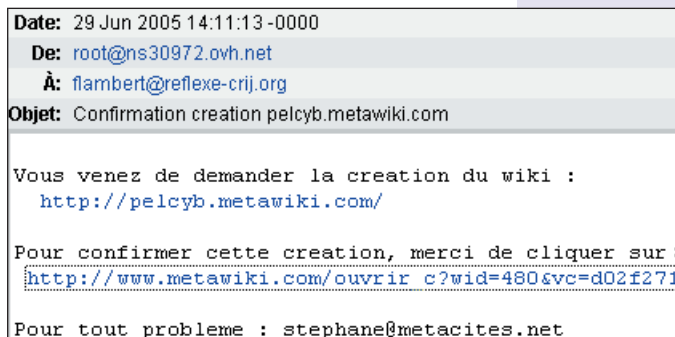 Date: 29 Jun 2005 14:11:13 -0000
De: root@ns30972.ovh.net
À: flambert@reflexe-crij.org
Objet: Confirmation creation pelcyb.metawiki.com
Vous venez de demander la creation du wiki :
http://pelcyb.metawiki.com/
Pour confirmer cette creation, merci de cliquer sur
http://www.metawiki.com/ouvrir_c?wid=480&vc=d02f271
Pour tout probleme : stephane@metacites.net